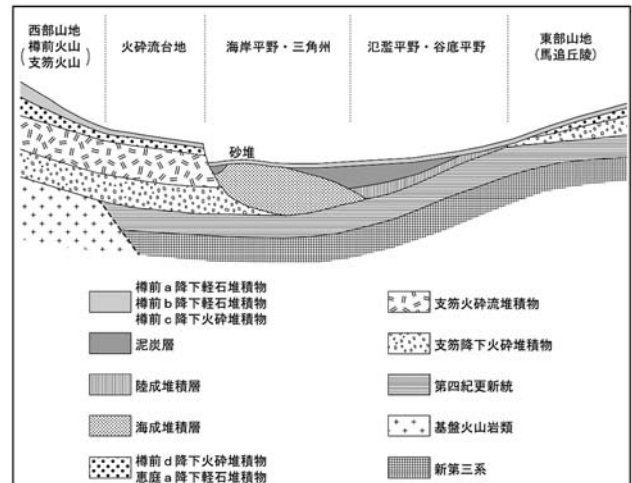 西部山地
樽前火山
支笏火山
火砕流台地
海岸平野・三角州
氾濫平野・谷底平野
東部山地
(馬追丘陵)
砂堆
樽前a降下軽石堆積物
樽前b降下軽石堆積物
樽前c降下火砕堆積物
泥炭層
陸成堆積層
海成堆積層
樽前d降下火砕堆積物
恵庭a降下軽石堆積物
支笏火砕流堆積物
支笏降下火砕堆積物
第四紀更新統
基盤火山岩類
新第三系